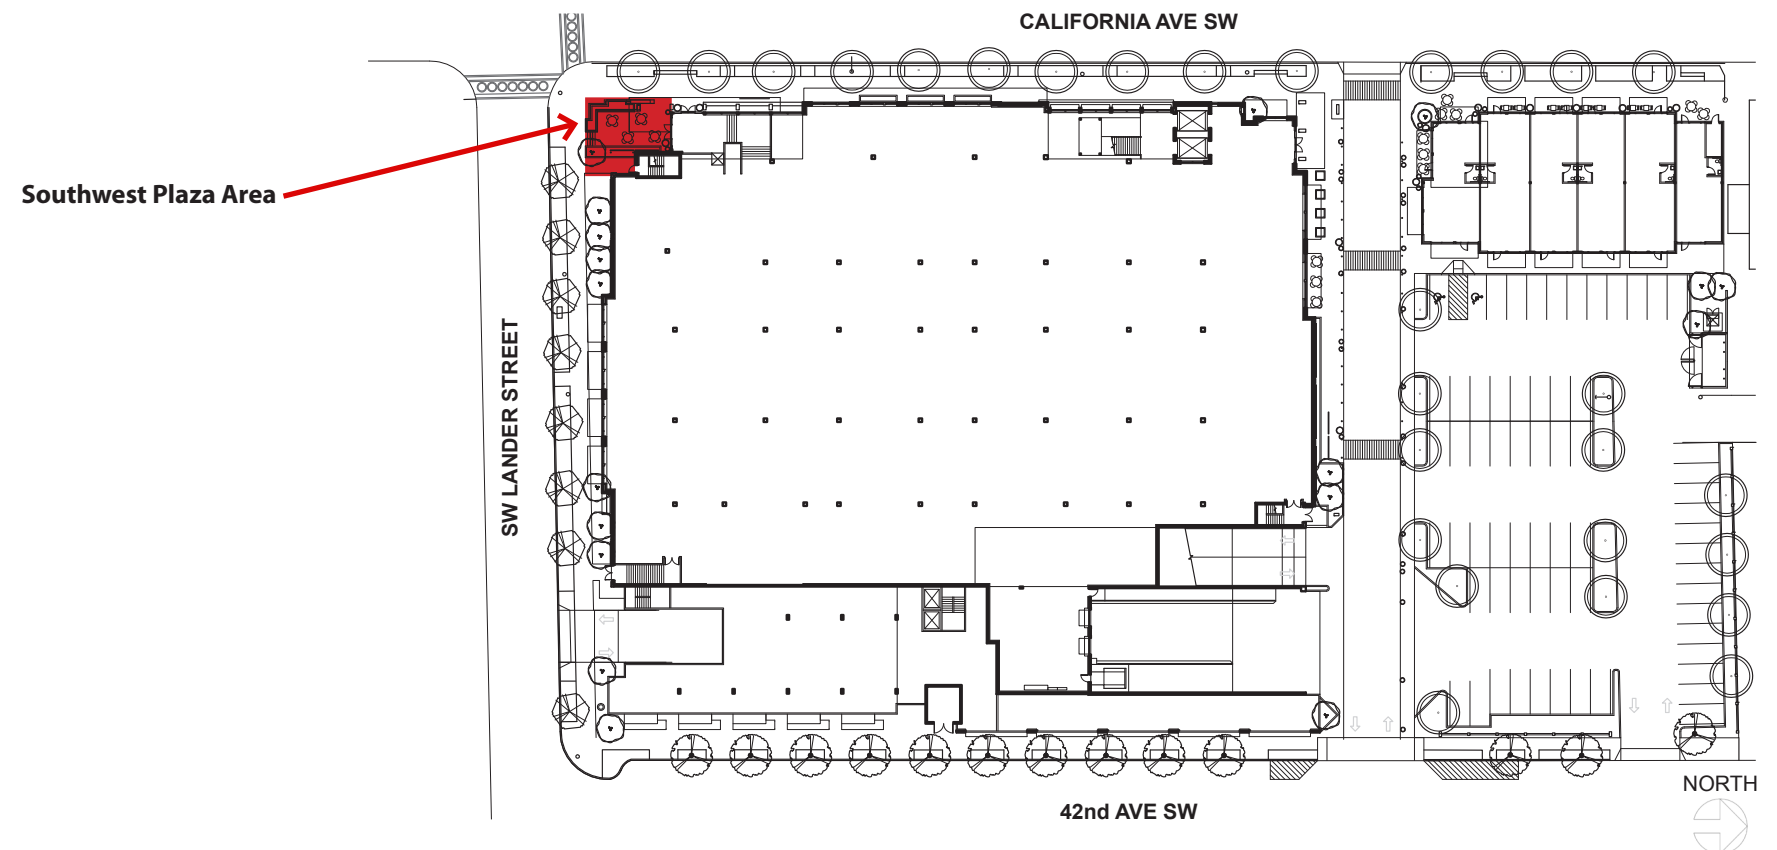 CALIFORNIA AVE SW
Southwest Plaza Area
SW LANDER STREET
NORTH
42nd AVE SW